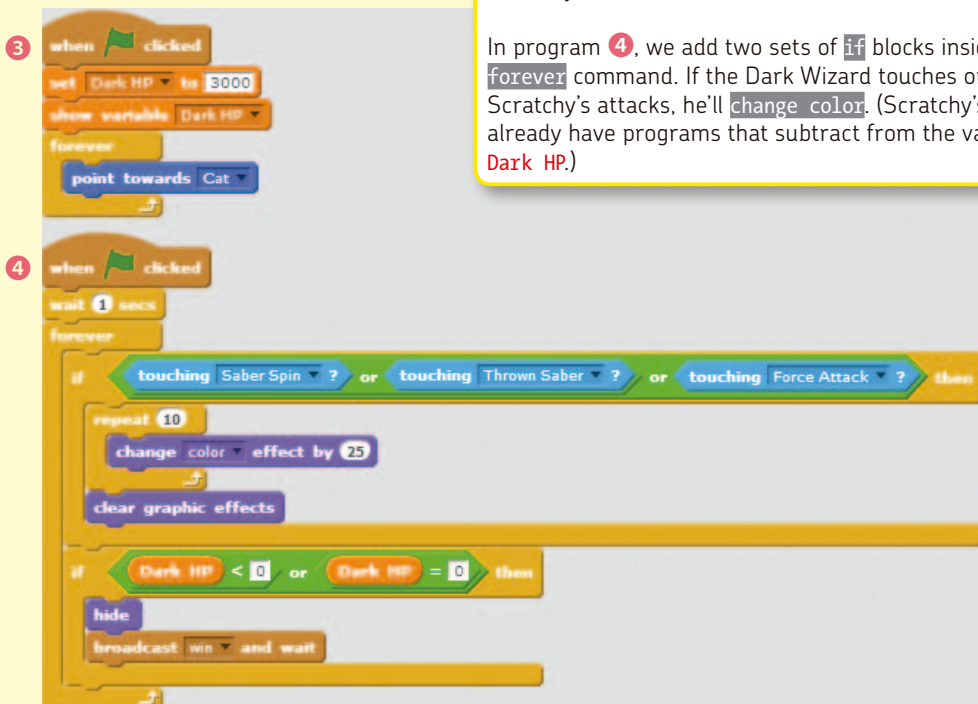 In program ❹, we add two sets of if blocks insi
forever command. If the Dark Wizard touches o
Scratchy's attacks, he'll change color. (Scratchy'
already have programs that subtract from the va
Dark HP.)
❸
when clicked
set Dark HP to 3000
show variable Dark HP
forever
point towards Cat
❹
when clicked
wait 1 secs
forever
if touching Saber Spin ? or touching Thrown Saber ? or touching Force Attack ? then
repeat 10
change color effect by 25
clear graphic effects
if Dark HP < 0 or Dark HP = 0 then
hide
broadcast win and wait